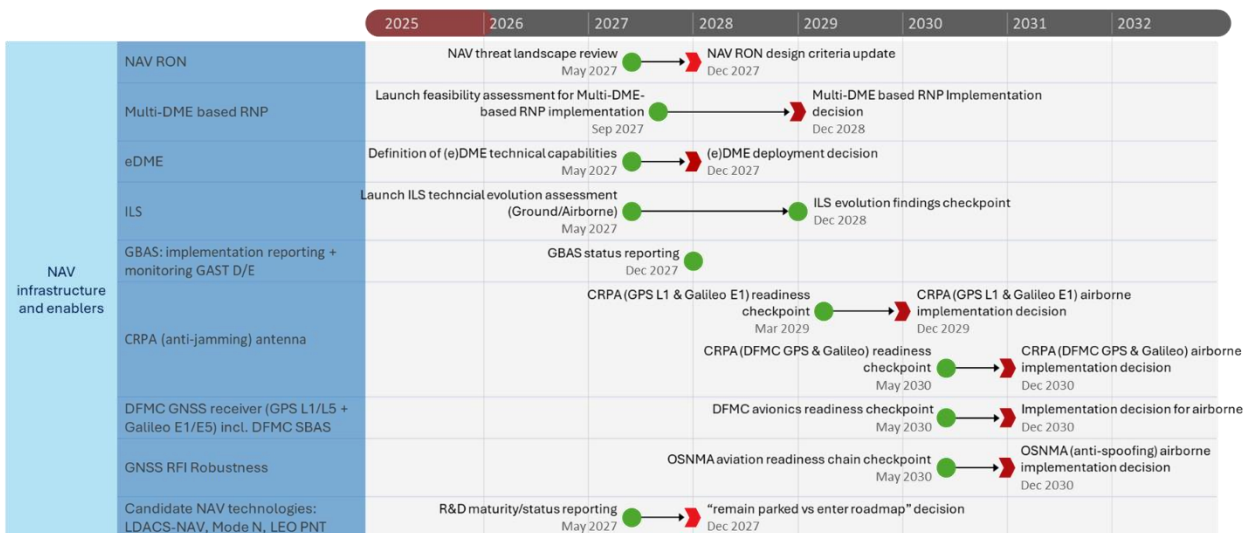 2025 2026 2027 2028 2029 2030 2031 2032
NAV
infrastructure
and enablers
NAV RON
NAV threat landscape review
May 2027
NAV RON design criteria update
Dec 2027
Multi-DME based RNP
Launch feasibility assessment for Multi-DME-
based RNP implementation
Sep 2027
Multi-DME based RNP Implementation
decision
Dec 2028
eDME
Definition of (e)DME technical capabilities
May 2027
(e)DME deployment decision
Dec 2027
ILS
Launch ILS techncial evolution assessment
(Ground/Airborne)
May 2027
ILS evolution findings checkpoint
Dec 2028
GBAS: implementation reporting +
monitoring GAST D/E
GBAS status reporting
Dec 2027
CRPA (anti-jamming) antenna
CRPA (GPS L1 & Galileo E1) readiness
checkpoint
Mar 2029
CRPA (GPS L1 & Galileo E1) airborne
implementation decision
Dec 2029
CRPA (DFMC GPS & Galileo) readiness
checkpoint
May 2030
CRPA (DFMC GPS & Galileo) airborne
implementation decision
Dec 2030
DFMC GNSS receiver (GPS L1/L5 +
Galileo E1/E5) incl. DFMC SBAS
DFMC avionics readiness checkpoint
May 2030
Implementation decision for airborne
Dec 2030
GNSS RFI Robustness
OSNMA aviation readiness chain checkpoint
May 2030
OSNMA (anti-spoofing) airborne
implementation decision
Dec 2030
Candidate NAV technologies:
LDACS-NAV, Mode N, LEO PNT
R&D maturity/status reporting
May 2027
"remain parked vs enter roadmap" decision
Dec 2027